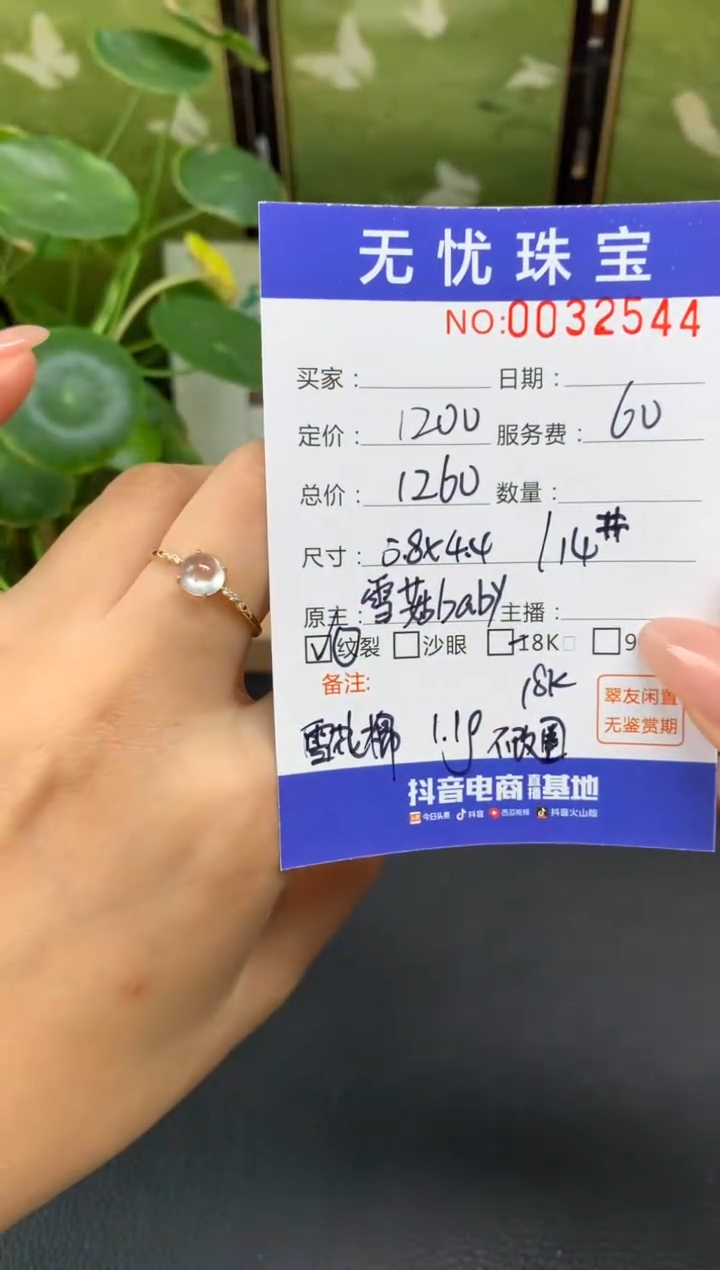 无忧珠宝
NO:0032544
买家： 日期：
定价：1200 服务费：60
总价：1260 数量：
尺寸：6.8x4.4 /14#
原主：雪菇baby 主播：
☑纹裂 □沙眼 □18K □9
备注: 18K
雪花棉 1.1g 不改圈
翠友闲置
无鉴赏期
抖音电商直播基地
今日头条 抖音 西瓜视频 抖音火山版